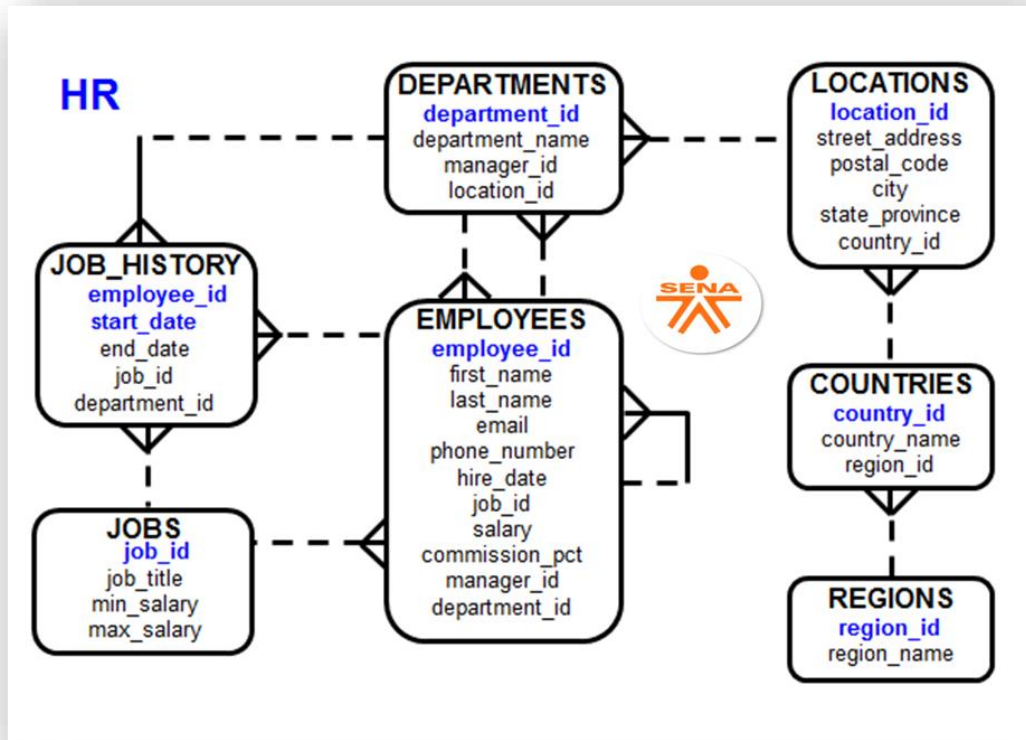 HR
DEPARTMENTS
department_id
department_name
manager_id
location_id
LOCATIONS
location_id
street_address
postal_code
city
state_province
country_id
JOB_HISTORY
employee_id
start_date
end_date
job_id
department_id
EMPLOYEES
employee_id
first_name
last_name
email
phone_number
hire_date
job_id
salary
commission_pct
manager_id
department_id
SENA
COUNTRIES
country_id
country_name
region_id
JOBS
job_id
job_title
min_salary
max_salary
REGIONS
region_id
region_name